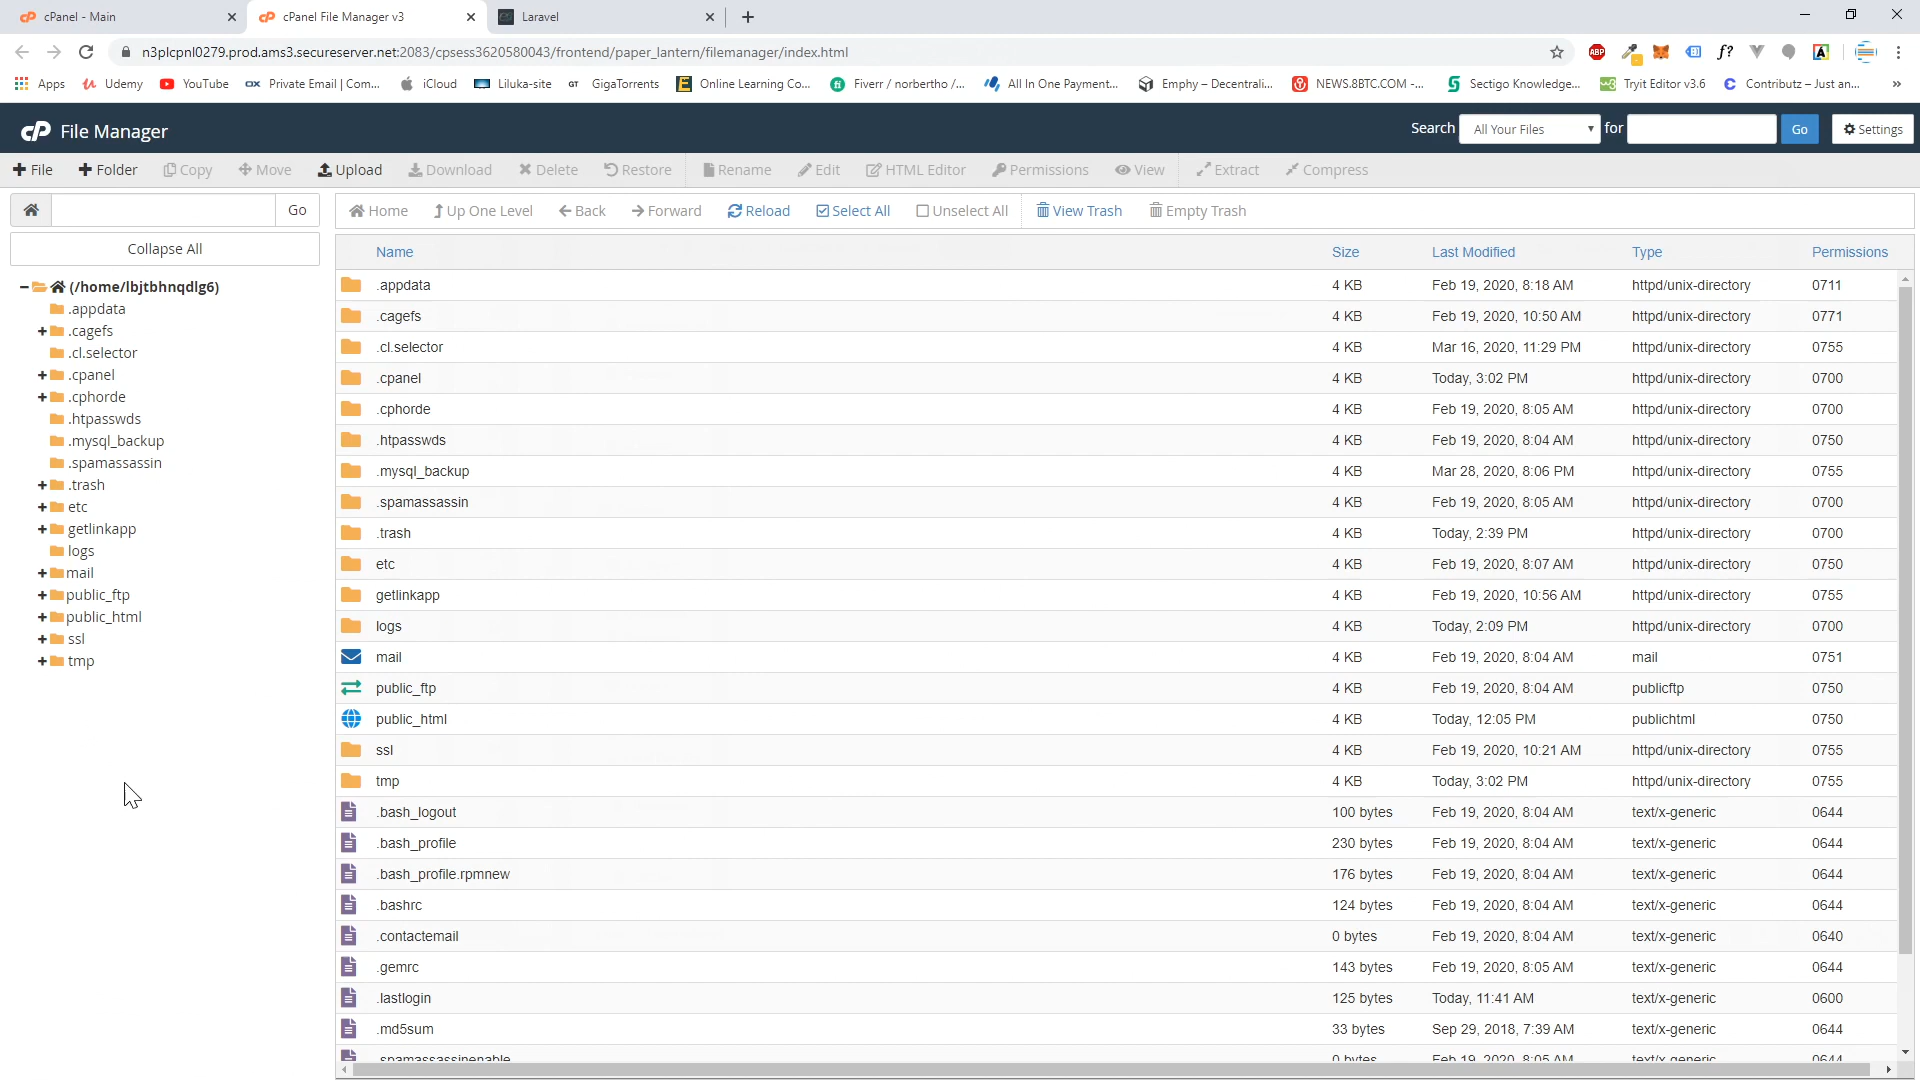 cPanel - Main
cPanel File Manager v3
Laravel
n3plcpnl0279.prod.ams3.secureserver.net:2083/cpsess3620580043/frontend/paper_lantern/filemanager/index.html
Apps Udemy YouTube Private Email | Com... iCloud Liluka-site GigaTorrents Online Learning Co... Fiverr / norbertho /... All In One Payment... Emphy – Decentrali... NEWS.8BTC.COM -... Sectigo Knowledge... Tryit Editor v3.6 Contributz – Just an... »
cP File Manager Search All Your Files for Go Settings
File Folder Copy Move Upload Download Delete Restore Rename Edit HTML Editor Permissions View Extract Compress
Go Home Up One Level Back Forward Reload Select All Unselect All View Trash Empty Trash
Collapse All
(/home/lbjtbhnqdlg6)
.appdata
.cagefs
.cl.selector
.cpanel
.cphorde
.htpasswds
.mysql_backup
.spamassassin
.trash
etc
getlinkapp
logs
mail
public_ftp
public_html
ssl
tmp
Name Size Last Modified Type Permissions
.appdata 4 KB Feb 19, 2020, 8:18 AM httpd/unix-directory 0711
.cagefs 4 KB Feb 19, 2020, 10:50 AM httpd/unix-directory 0771
.cl.selector 4 KB Mar 16, 2020, 11:29 PM httpd/unix-directory 0755
.cpanel 4 KB Today, 3:02 PM httpd/unix-directory 0700
.cphorde 4 KB Feb 19, 2020, 8:05 AM httpd/unix-directory 0700
.htpasswds 4 KB Feb 19, 2020, 8:04 AM httpd/unix-directory 0750
.mysql_backup 4 KB Mar 28, 2020, 8:06 PM httpd/unix-directory 0755
.spamassassin 4 KB Feb 19, 2020, 8:05 AM httpd/unix-directory 0700
.trash 4 KB Today, 2:39 PM httpd/unix-directory 0700
etc 4 KB Feb 19, 2020, 8:07 AM httpd/unix-directory 0750
getlinkapp 4 KB Feb 19, 2020, 10:56 AM httpd/unix-directory 0755
logs 4 KB Today, 2:09 PM httpd/unix-directory 0700
mail 4 KB Feb 19, 2020, 8:04 AM mail 0751
public_ftp 4 KB Feb 19, 2020, 8:04 AM publicftp 0750
public_html 4 KB Today, 12:05 PM publichtml 0750
ssl 4 KB Feb 19, 2020, 10:21 AM httpd/unix-directory 0755
tmp 4 KB Today, 3:02 PM httpd/unix-directory 0755
.bash_logout 100 bytes Feb 19, 2020, 8:04 AM text/x-generic 0644
.bash_profile 230 bytes Feb 19, 2020, 8:04 AM text/x-generic 0644
.bash_profile.rpmnew 176 bytes Feb 19, 2020, 8:04 AM text/x-generic 0644
.bashrc 124 bytes Feb 19, 2020, 8:04 AM text/x-generic 0644
.contactemail 0 bytes Feb 19, 2020, 8:04 AM text/x-generic 0640
.gemrc 143 bytes Feb 19, 2020, 8:05 AM text/x-generic 0644
.lastlogin 125 bytes Today, 11:41 AM text/x-generic 0600
.md5sum 33 bytes Sep 29, 2018, 7:39 AM text/x-generic 0644
.spamassassinenable 0 bytes Feb 19, 2020, 8:05 AM text/x-generic 0644